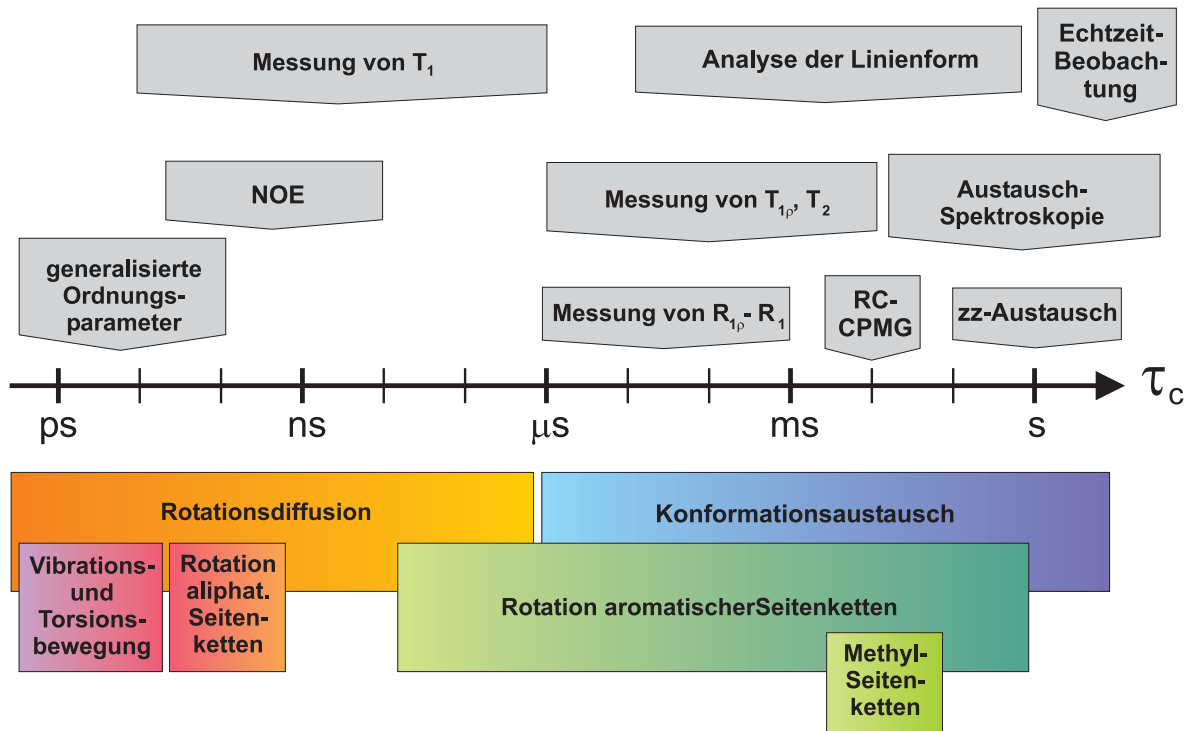 Messung von T₁
Analyse der Linienform
Echtzeit-
Beobach-
tung
NOE
Messung von T₁ᵨ, T₂
Austausch-
Spektroskopie
generalisierte
Ordnungs-
parameter
Messung von R₁ᵨ- R₁
RC-
CPMG
zz-Austausch
ps ns μs ms s τc
Rotationsdiffusion
Konformationsaustausch
Vibrations-
und
Torsions-
bewegung
Rotation
aliphat.
Seiten-
ketten
Rotation aromatischerSeitenketten
Methyl-
Seiten-
ketten